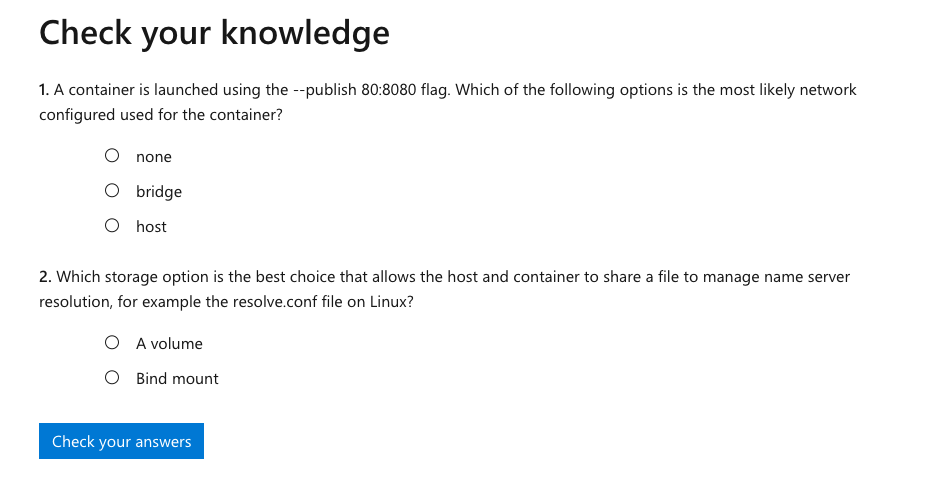 Check your knowledge
1. A container is launched using the --publish 80:8080 flag. Which of the following options is the most likely network
configured used for the container?
none
bridge
host
2. Which storage option is the best choice that allows the host and container to share a file to manage name server
resolution, for example the resolve.conf file on Linux?
A volume
Bind mount
Check your answers